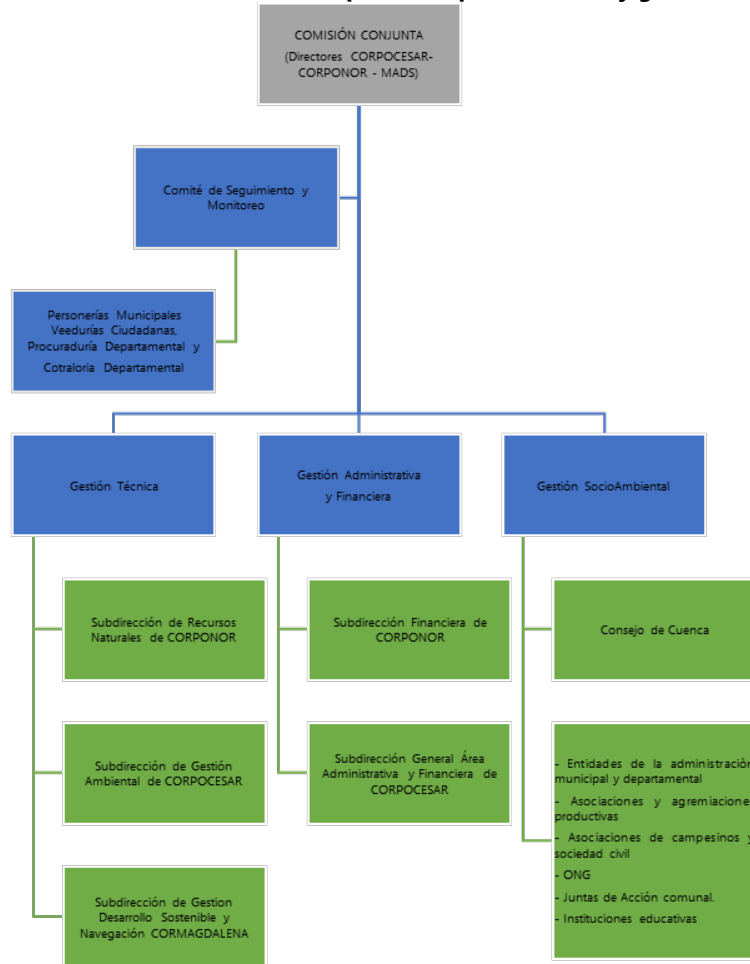 COMISIÓN CONJUNTA
(Directores CORPOCESAR-
CORPONOR - MADS)
Comité de Seguimiento y
Monitoreo
Personerías Municipales
Veedurías Ciudadanas,
Procuraduría Departamental y
Cotraloria Departamental
Gestión Técnica
Gestión Administrativa
y Financiera
Gestión SocioAmbiental
Subdirección de Recursos
Naturales de CORPONOR
Subdirección Financiera de
CORPONOR
Consejo de Cuenca
Subdirección de Gestión
Ambiental de CORPOCESAR
Subdirección General Área
Administrativa y Financiera de
CORPOCESAR
- Entidades de la administraciòn
municipal y departamental
- Asociaciones y agremiaciones
productivas
- Asociaciones de campesinos y
sociedad civil
- ONG
- Juntas de Acción comunal.
- Instituciones educativas
Subdirección de Gestion
Desarrollo Sostenible y
Navegación CORMAGDALENA